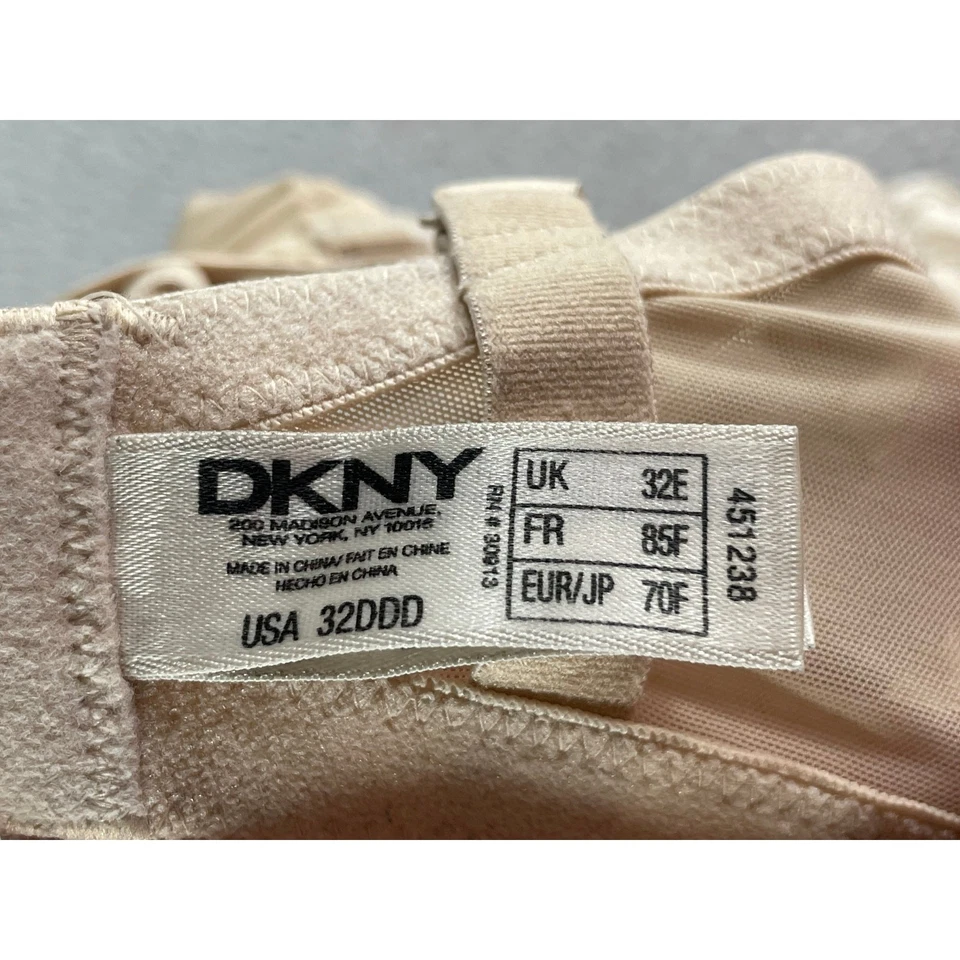 DKNY
200 MADISON AVENUE,
NEW YORK, NY 10016
MADE IN CHINA/ FAIT EN CHINE
HECHO EN CHINA
USA 32DDD
RN # 30913
UK 32E
FR 85F
EUR/JP 70F
451238